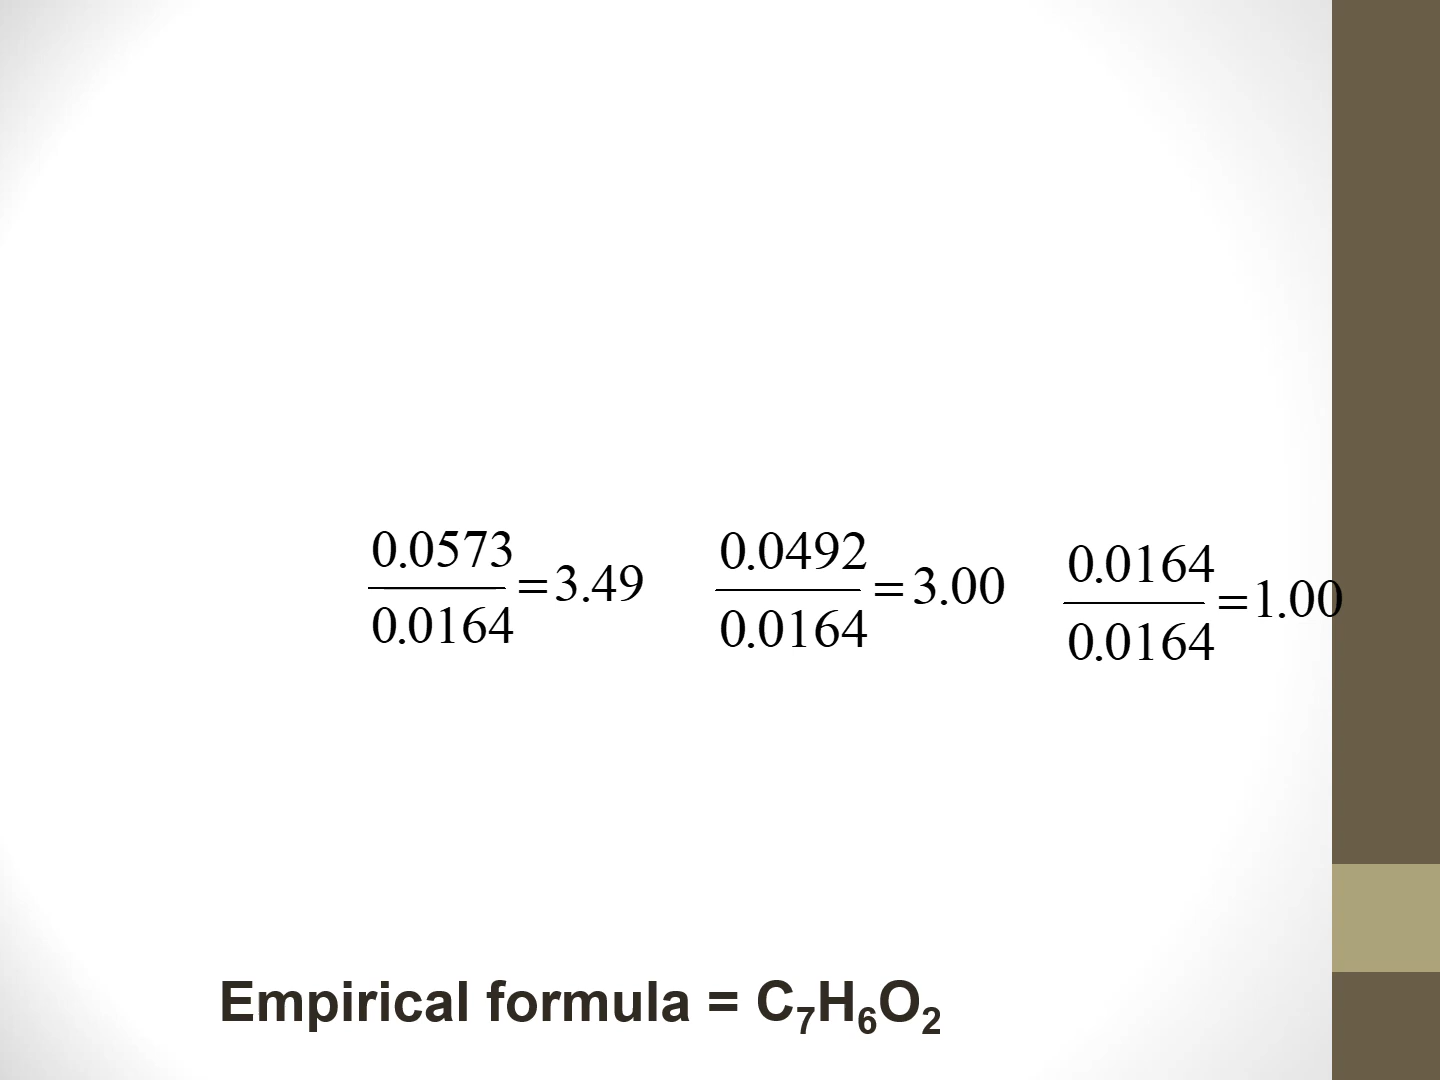 0.0573/0.0164 = 3.49   0.0492/0.0164 = 3.00   0.0164/0.0164 = 1.00
Empirical formula = C₇H₆O₂